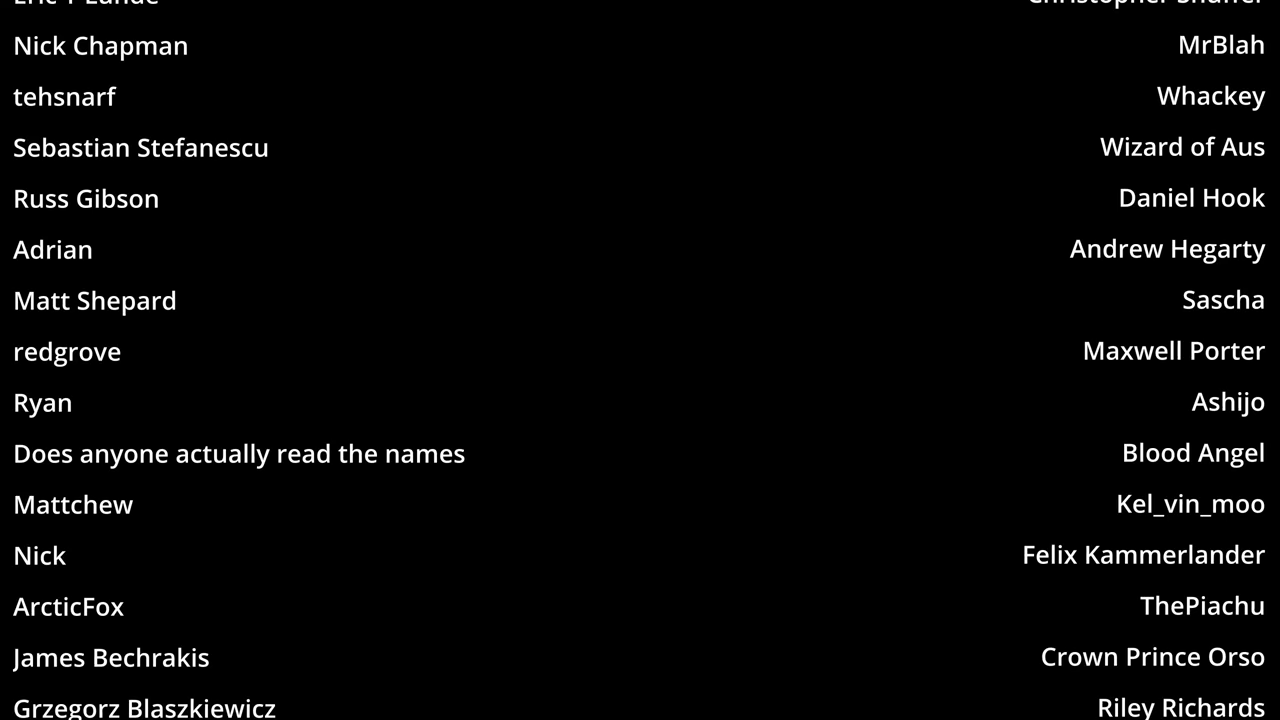 Nick Chapman
MrBlah
tehsnarf
Whackey
Sebastian Stefanescu
Wizard of Aus
Russ Gibson
Daniel Hook
Adrian
Andrew Hegarty
Matt Shepard
Sascha
redgrove
Maxwell Porter
Ryan
Ashijo
Does anyone actually read the names
Blood Angel
Mattchew
Kel_vin_moo
Nick
Felix Kammerlander
ArcticFox
ThePiachu
James Bechrakis
Crown Prince Orso
Grzegorz Blaszkiewicz
Riley Richards